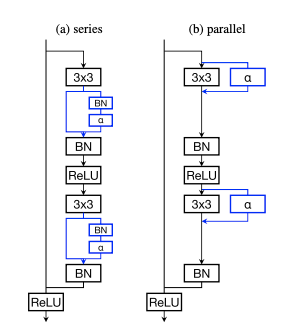 (a) series
3x3
BN
α
BN
ReLU
3x3
BN
α
BN
ReLU
(b) parallel
3x3
α
BN
ReLU
3x3
α
BN
ReLU